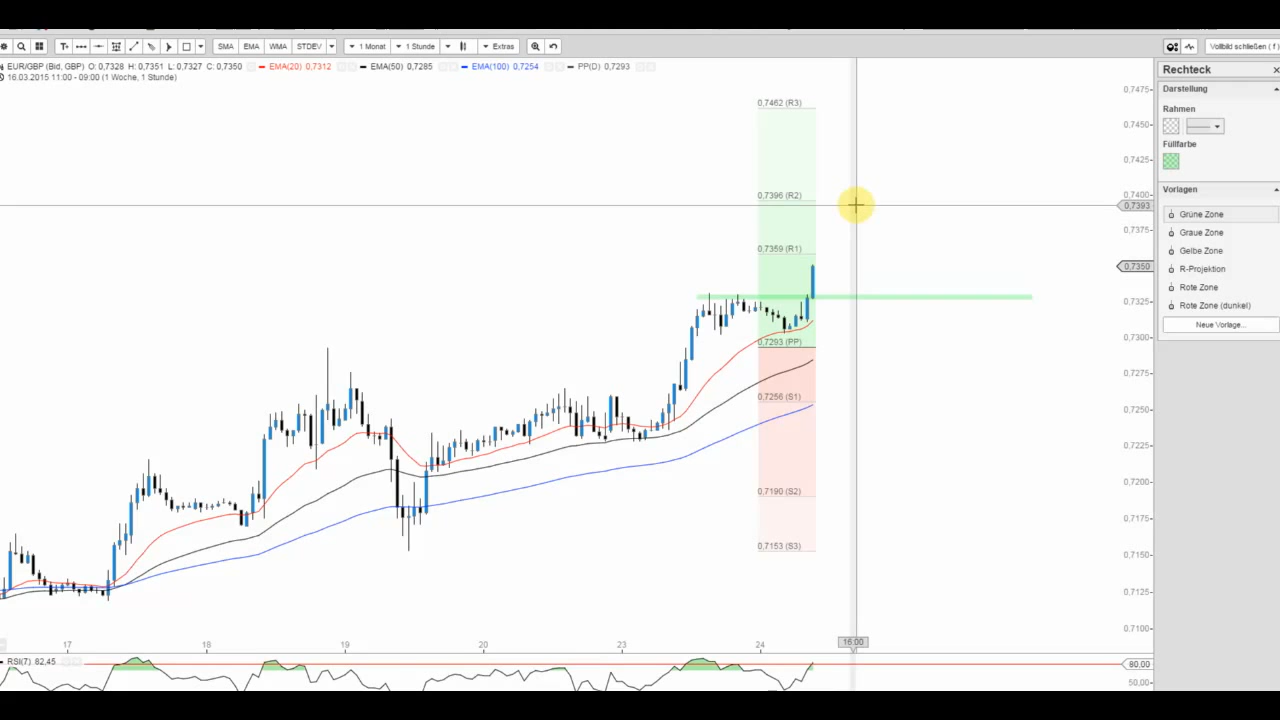 T SMA EMA WMA STDEV 1 Monat 1 Stunde Extras Vollbild schließen ( f )
EUR/GBP (Bid, GBP) O: 0,7328 H: 0,7351 L: 0,7327 C: 0,7350 EMA(20) 0,7312 EMA(50) 0,7285 EMA(100) 0,7254 PP(D) 0,7293
16.03.2015 11:00 - 09:00 (1 Woche, 1 Stunde)
Rechteck
Darstellung
Rahmen
Füllfarbe
Vorlagen
Grüne Zone
Graue Zone
Gelbe Zone
R-Projektion
Rote Zone
Rote Zone (dunkel)
Neue Vorlage...
0,7462 (R3)
0,7396 (R2)
0,7359 (R1)
0,7293 (PP)
0,7256 (S1)
0,7190 (S2)
0,7153 (S3)
0,7475
0,7450
0,7425
0,7400
0,7393
0,7375
0,7350
0,7325
0,7300
0,7275
0,7250
0,7225
0,7200
0,7175
0,7150
0,7125
0,7100
17 18 19 20 23 24 16:00
RSI(7) 82,45
80,00
50,00